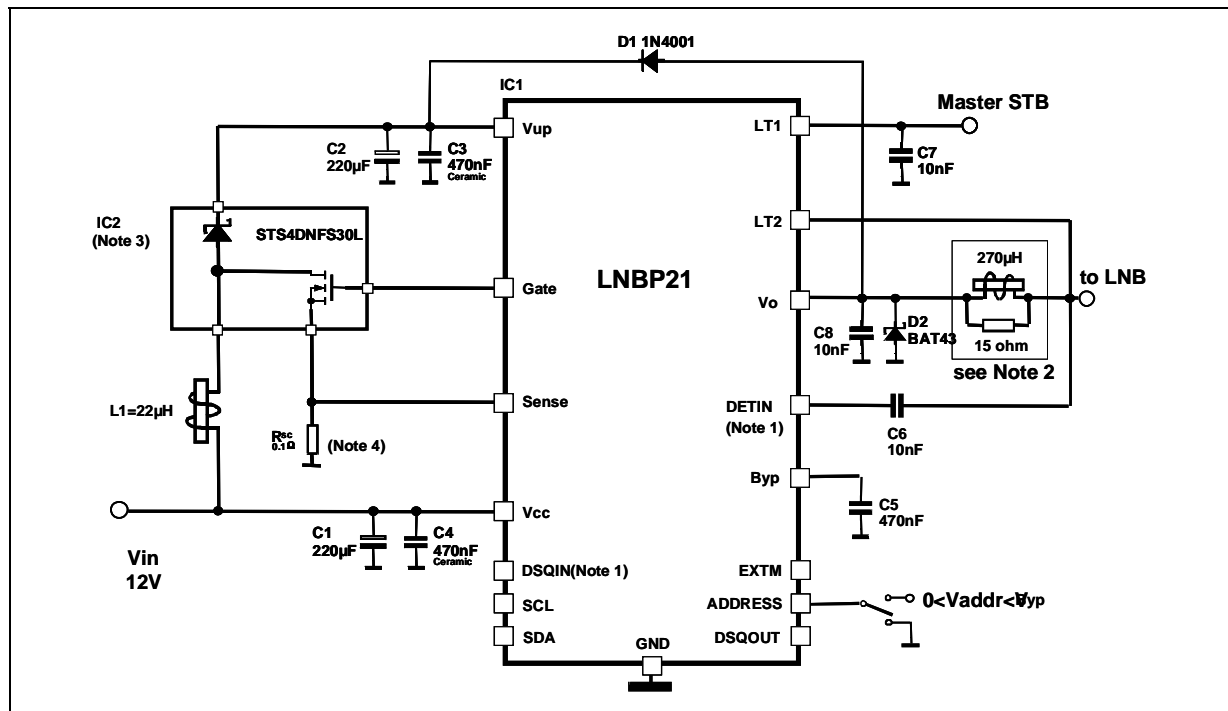 D1 1N4001
IC1
Master STB
Vup
LT1
C2
220µF
C3
470nF
Ceramic
C7
10nF
IC2
(Note 3)
STS4DNFS30L
LT2
LNBP21
270µH
to LNB
Gate
Vo
C8
10nF
D2
BAT43
15 ohm
see Note 2
L1=22µH
Sense
DETIN
(Note 1)
C6
10nF
Rsc
0.1Ω
(Note 4)
Byp
C5
470nF
Vcc
C1
220µF
C4
470nF
Ceramic
Vin
12V
DSQIN(Note 1)
EXTM
SCL
ADDRESS
0<Vaddr<Vbyp
SDA
DSQOUT
GND